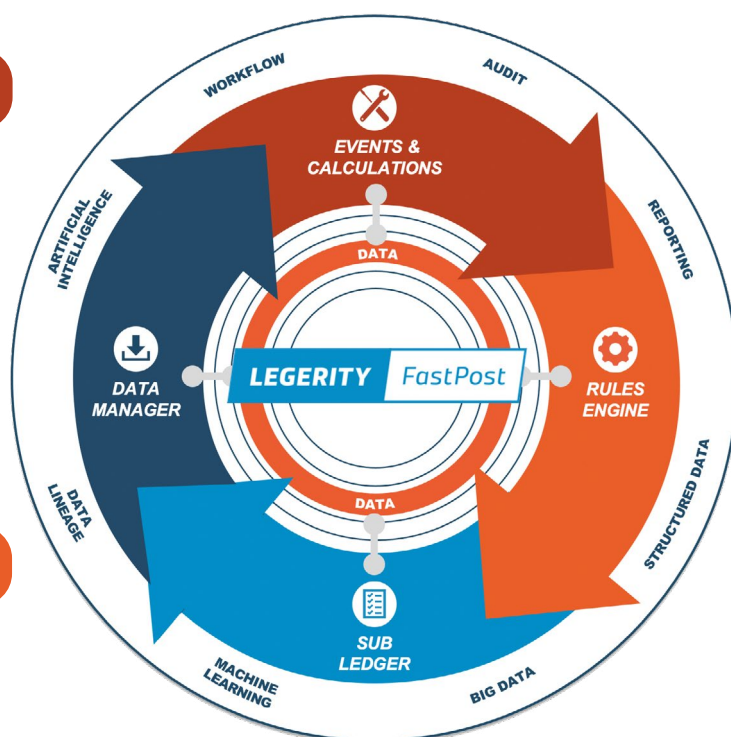 WORKFLOW
AUDIT
EVENTS &
CALCULATIONS
ARTIFICIAL
INTELLIGENCE
REPORTING
DATA
LEGERITY FastPost
DATA
MANAGER
RULES
ENGINE
DATA
LINEAGE
STRUCTURED DATA
DATA
SUB
LEDGER
MACHINE
LEARNING
BIG DATA